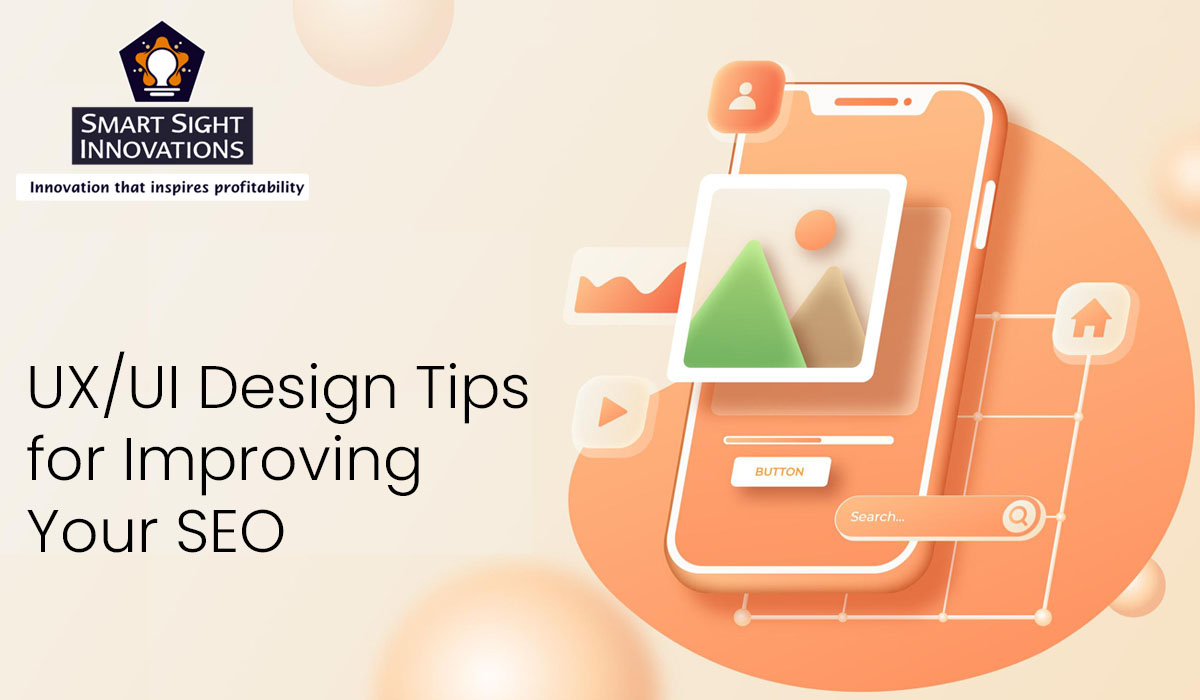 SMART SIGHT
INNOVATIONS
Innovation that inspires profitability
UX/UI Design Tips
for Improving
Your SEO
BUTTON
Search...